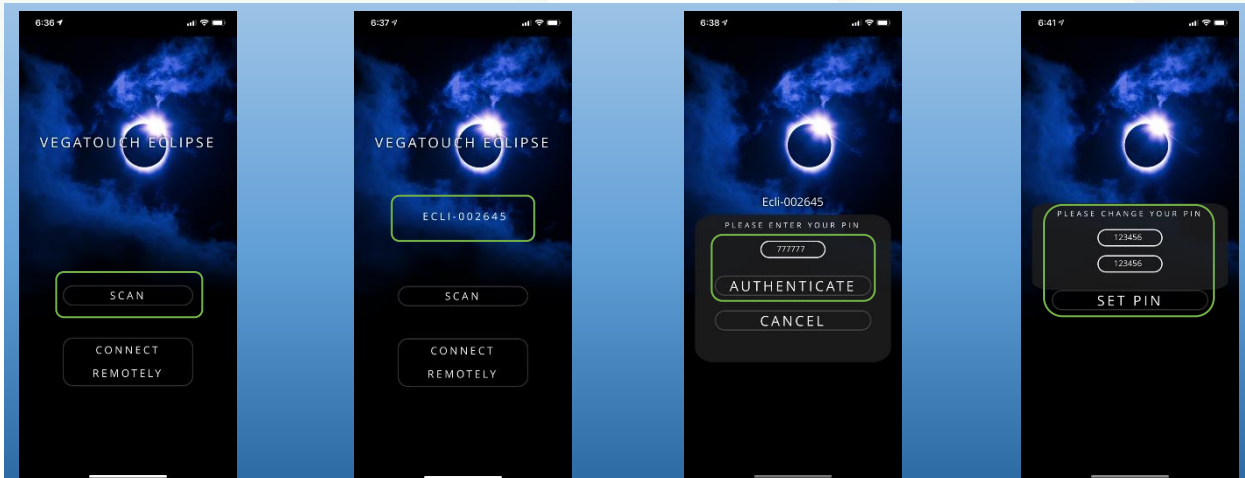 6:36
VEGATOUCH ECLIPSE
SCAN
CONNECT
REMOTELY
6:37
VEGATOUCH ECLIPSE
ECLI-002645
SCAN
CONNECT
REMOTELY
6:38
Ecli-002645
PLEASE ENTER YOUR PIN
777777
AUTHENTICATE
CANCEL
6:41
PLEASE CHANGE YOUR PIN
123456
123456
SET PIN